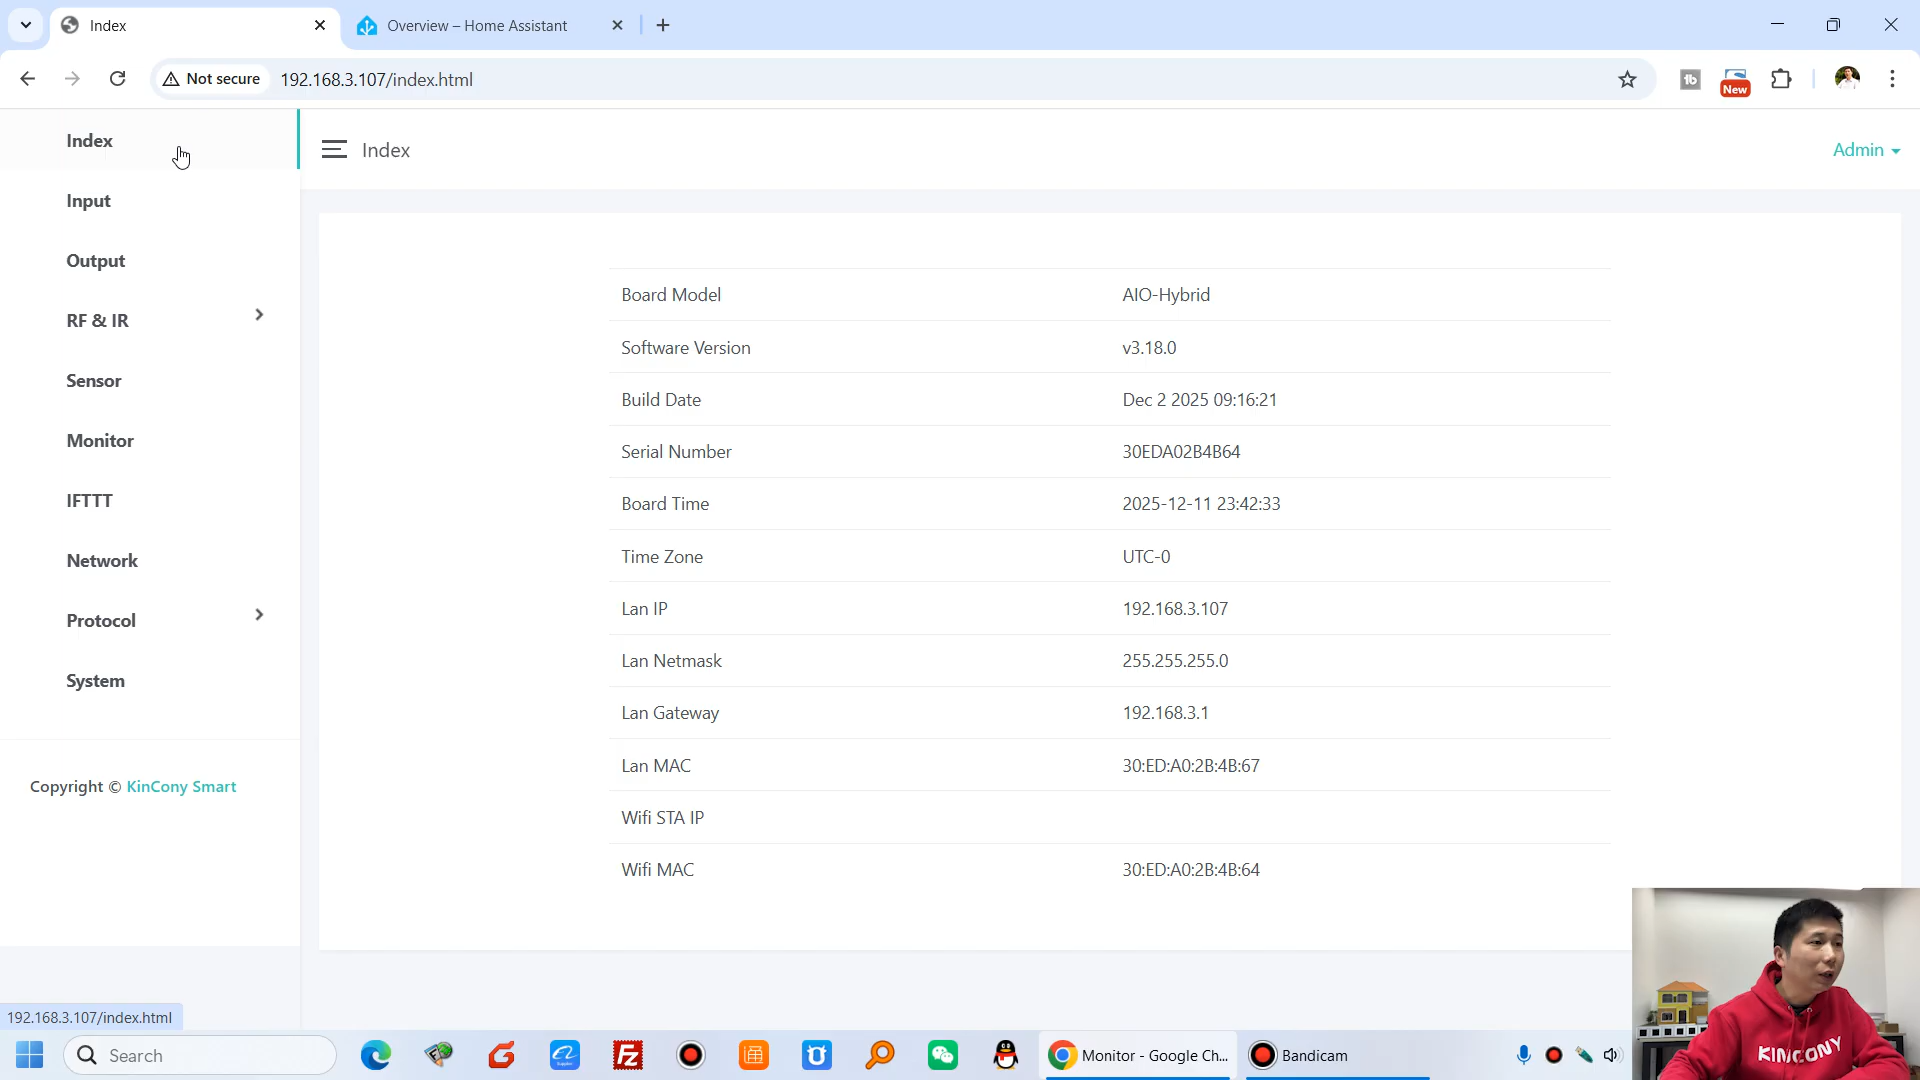 Index
Overview – Home Assistant
Not secure
192.168.3.107/index.html
New
Index
Index
Admin
Input
Output
RF & IR
Sensor
Monitor
IFTTT
Network
Protocol
System
Board Model AIO-Hybrid
Software Version v3.18.0
Build Date Dec 2 2025 09:16:21
Serial Number 30EDA02B4B64
Board Time 2025-12-11 23:42:33
Time Zone UTC-0
Lan IP 192.168.3.107
Lan Netmask 255.255.255.0
Lan Gateway 192.168.3.1
Lan MAC 30:ED:A0:2B:4B:67
Wifi STA IP
Wifi MAC 30:ED:A0:2B:4B:64
Copyright © KinCony Smart
192.168.3.107/index.html
Search
Monitor - Google Ch...
Bandicam
KINCONY